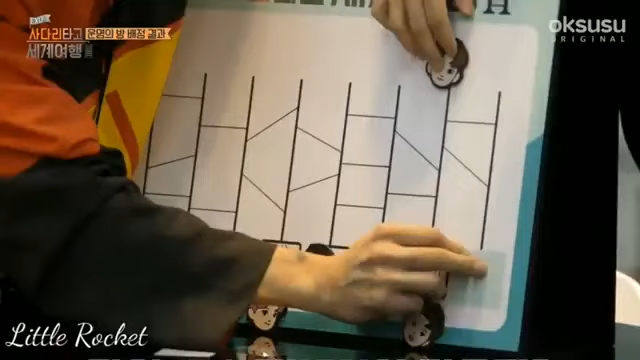 사다리타고
세계여행
운명의 방 배정 결과
oksusu
ORIGINAL
Little Rocket